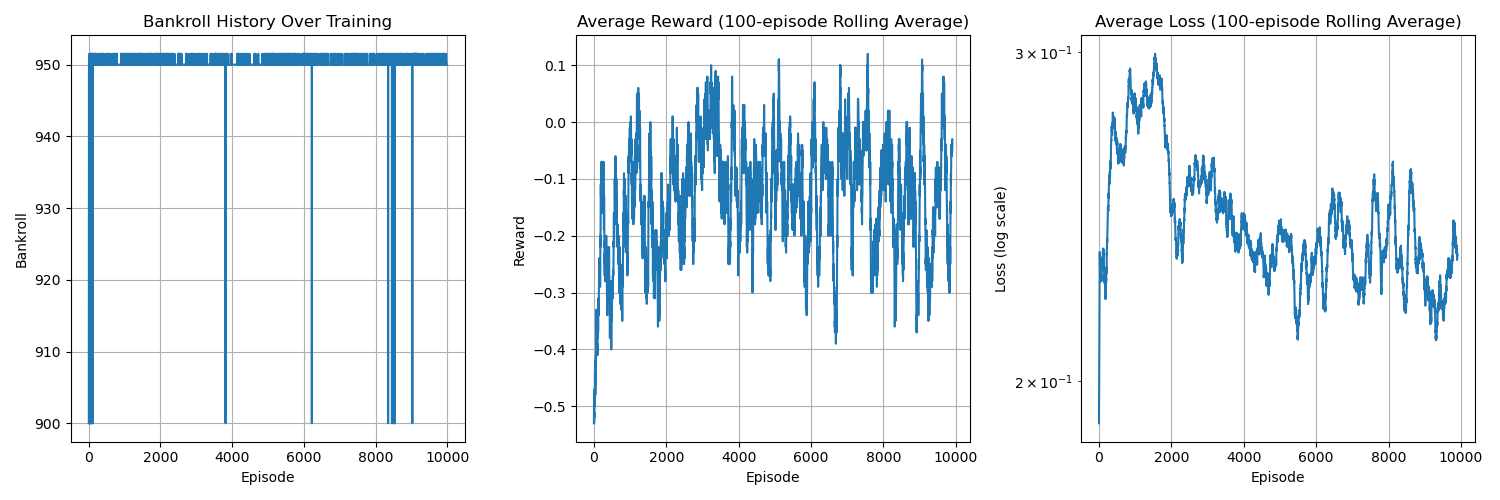 Bankroll History Over Training
Bankroll
950
940
930
920
910
900
0 2000 4000 6000 8000 10000
Episode
Average Reward (100-episode Rolling Average)
Reward
0.1
0.0
−0.1
−0.2
−0.3
−0.4
−0.5
0 2000 4000 6000 8000 10000
Episode
Average Loss (100-episode Rolling Average)
Loss (log scale)
3 × 10⁻¹
2 × 10⁻¹
0 2000 4000 6000 8000 10000
Episode